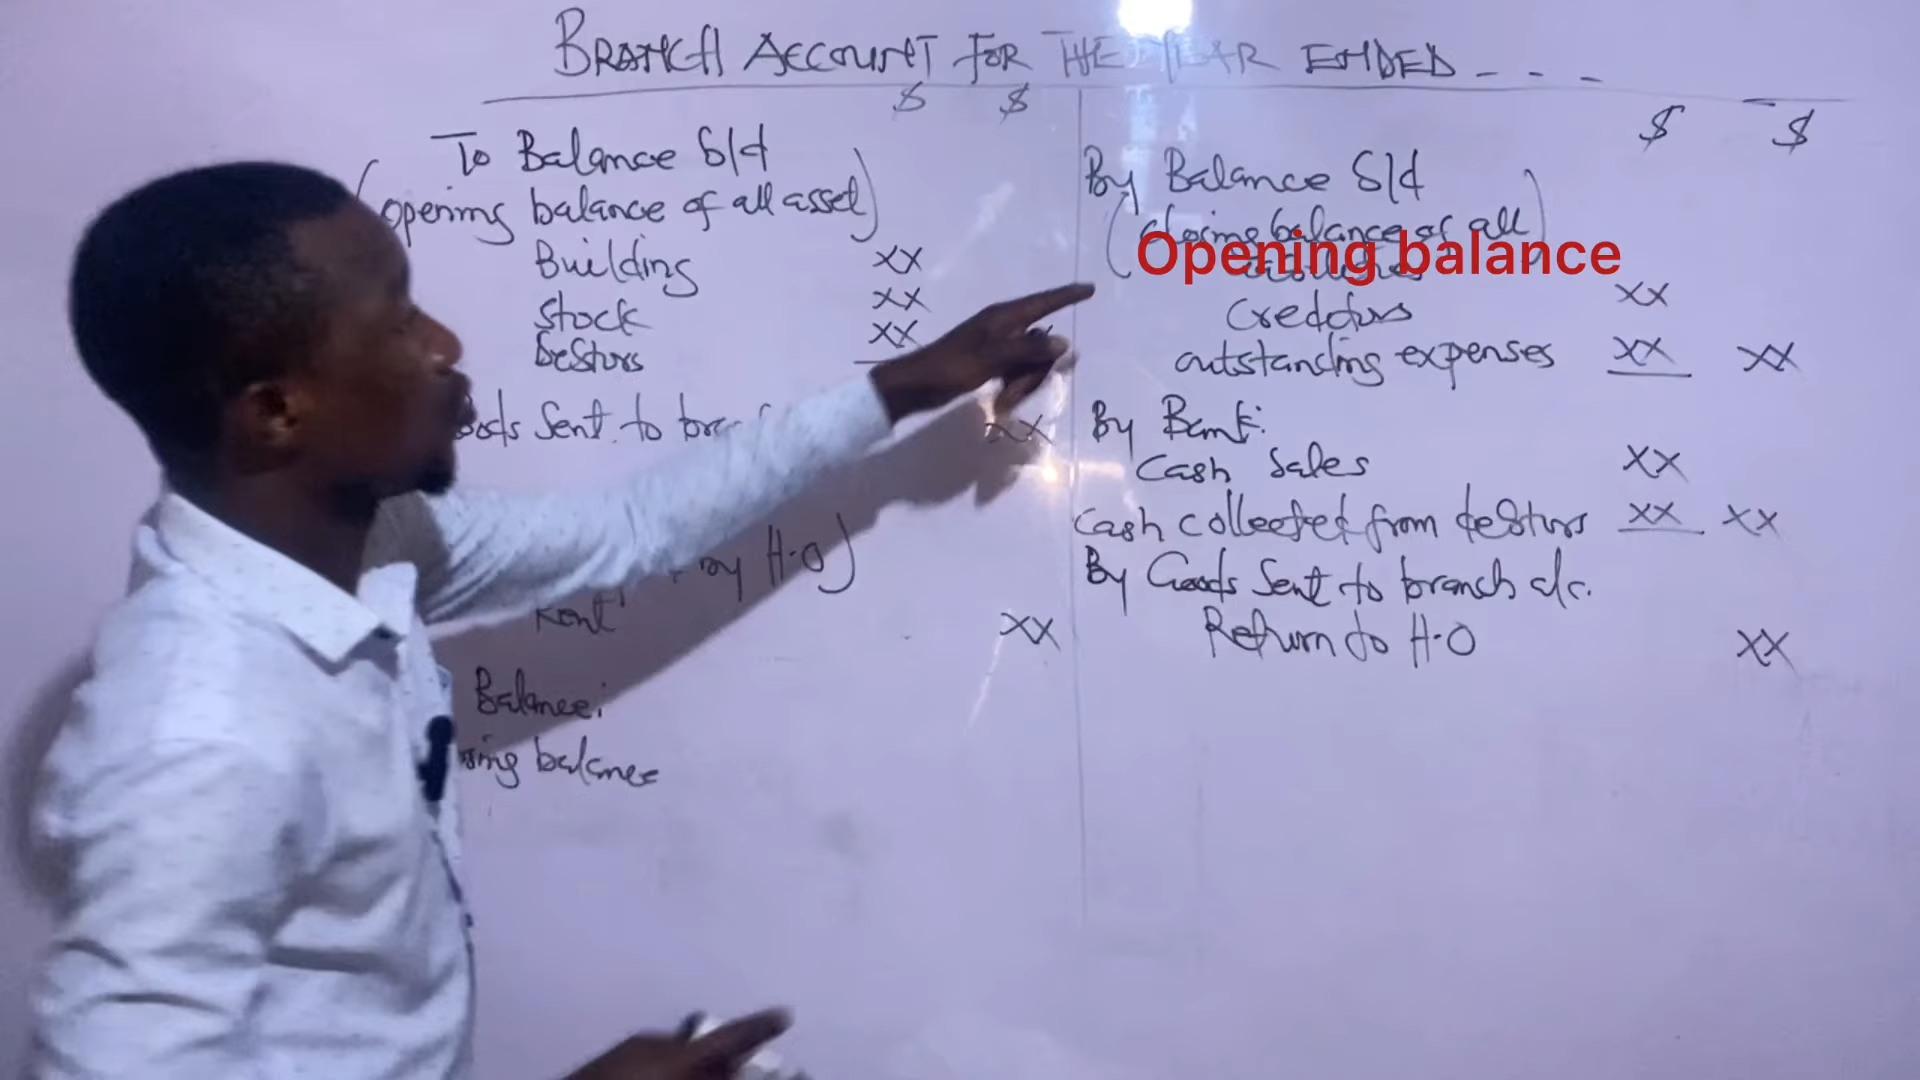 BRANCH ACCOUNT FOR THE YEAR ENDED - - -
$ $
To Balance b/d
(opening balance of all asset)
Building xx
Stock xx
Debtors xx
Goods Sent to
xx
by H.O)
Rent
xx
Balance:
balance
$ $
By Balance b/d
(closing balance of all
Opening balance
Creditors xx
outstanding expenses xx xx
By Bank:
Cash Sales xx
Cash collected from debtors xx xx
By Goods Sent to branch a/c.
Return to H.O xx